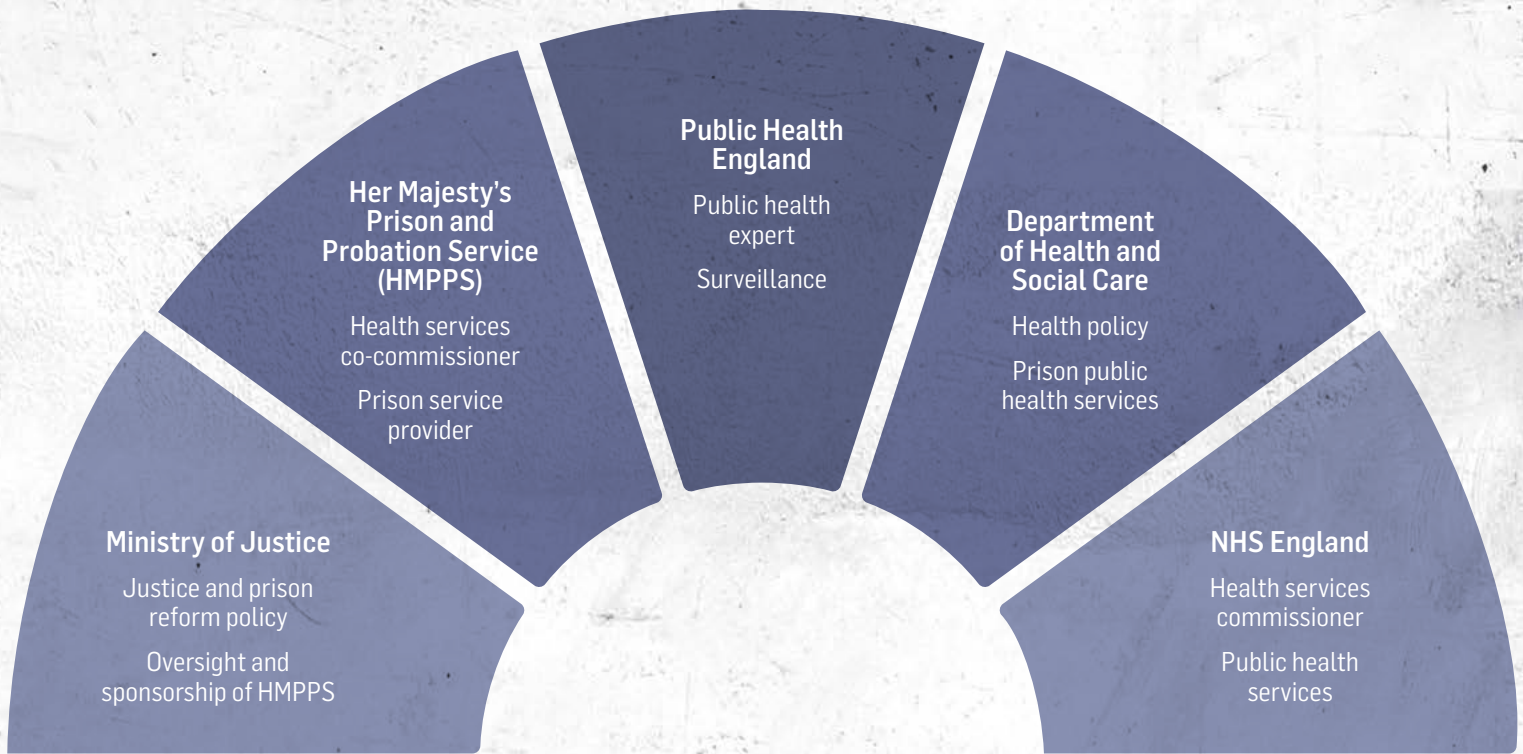 Ministry of Justice
Justice and prison
reform policy
Oversight and
sponsorship of HMPPS
Her Majesty’s
Prison and
Probation Service
(HMPPS)
Health services
co-commissioner
Prison service
provider
Public Health
England
Public health
expert
Surveillance
Department
of Health and
Social Care
Health policy
Prison public
health services
NHS England
Health services
commissioner
Public health
services